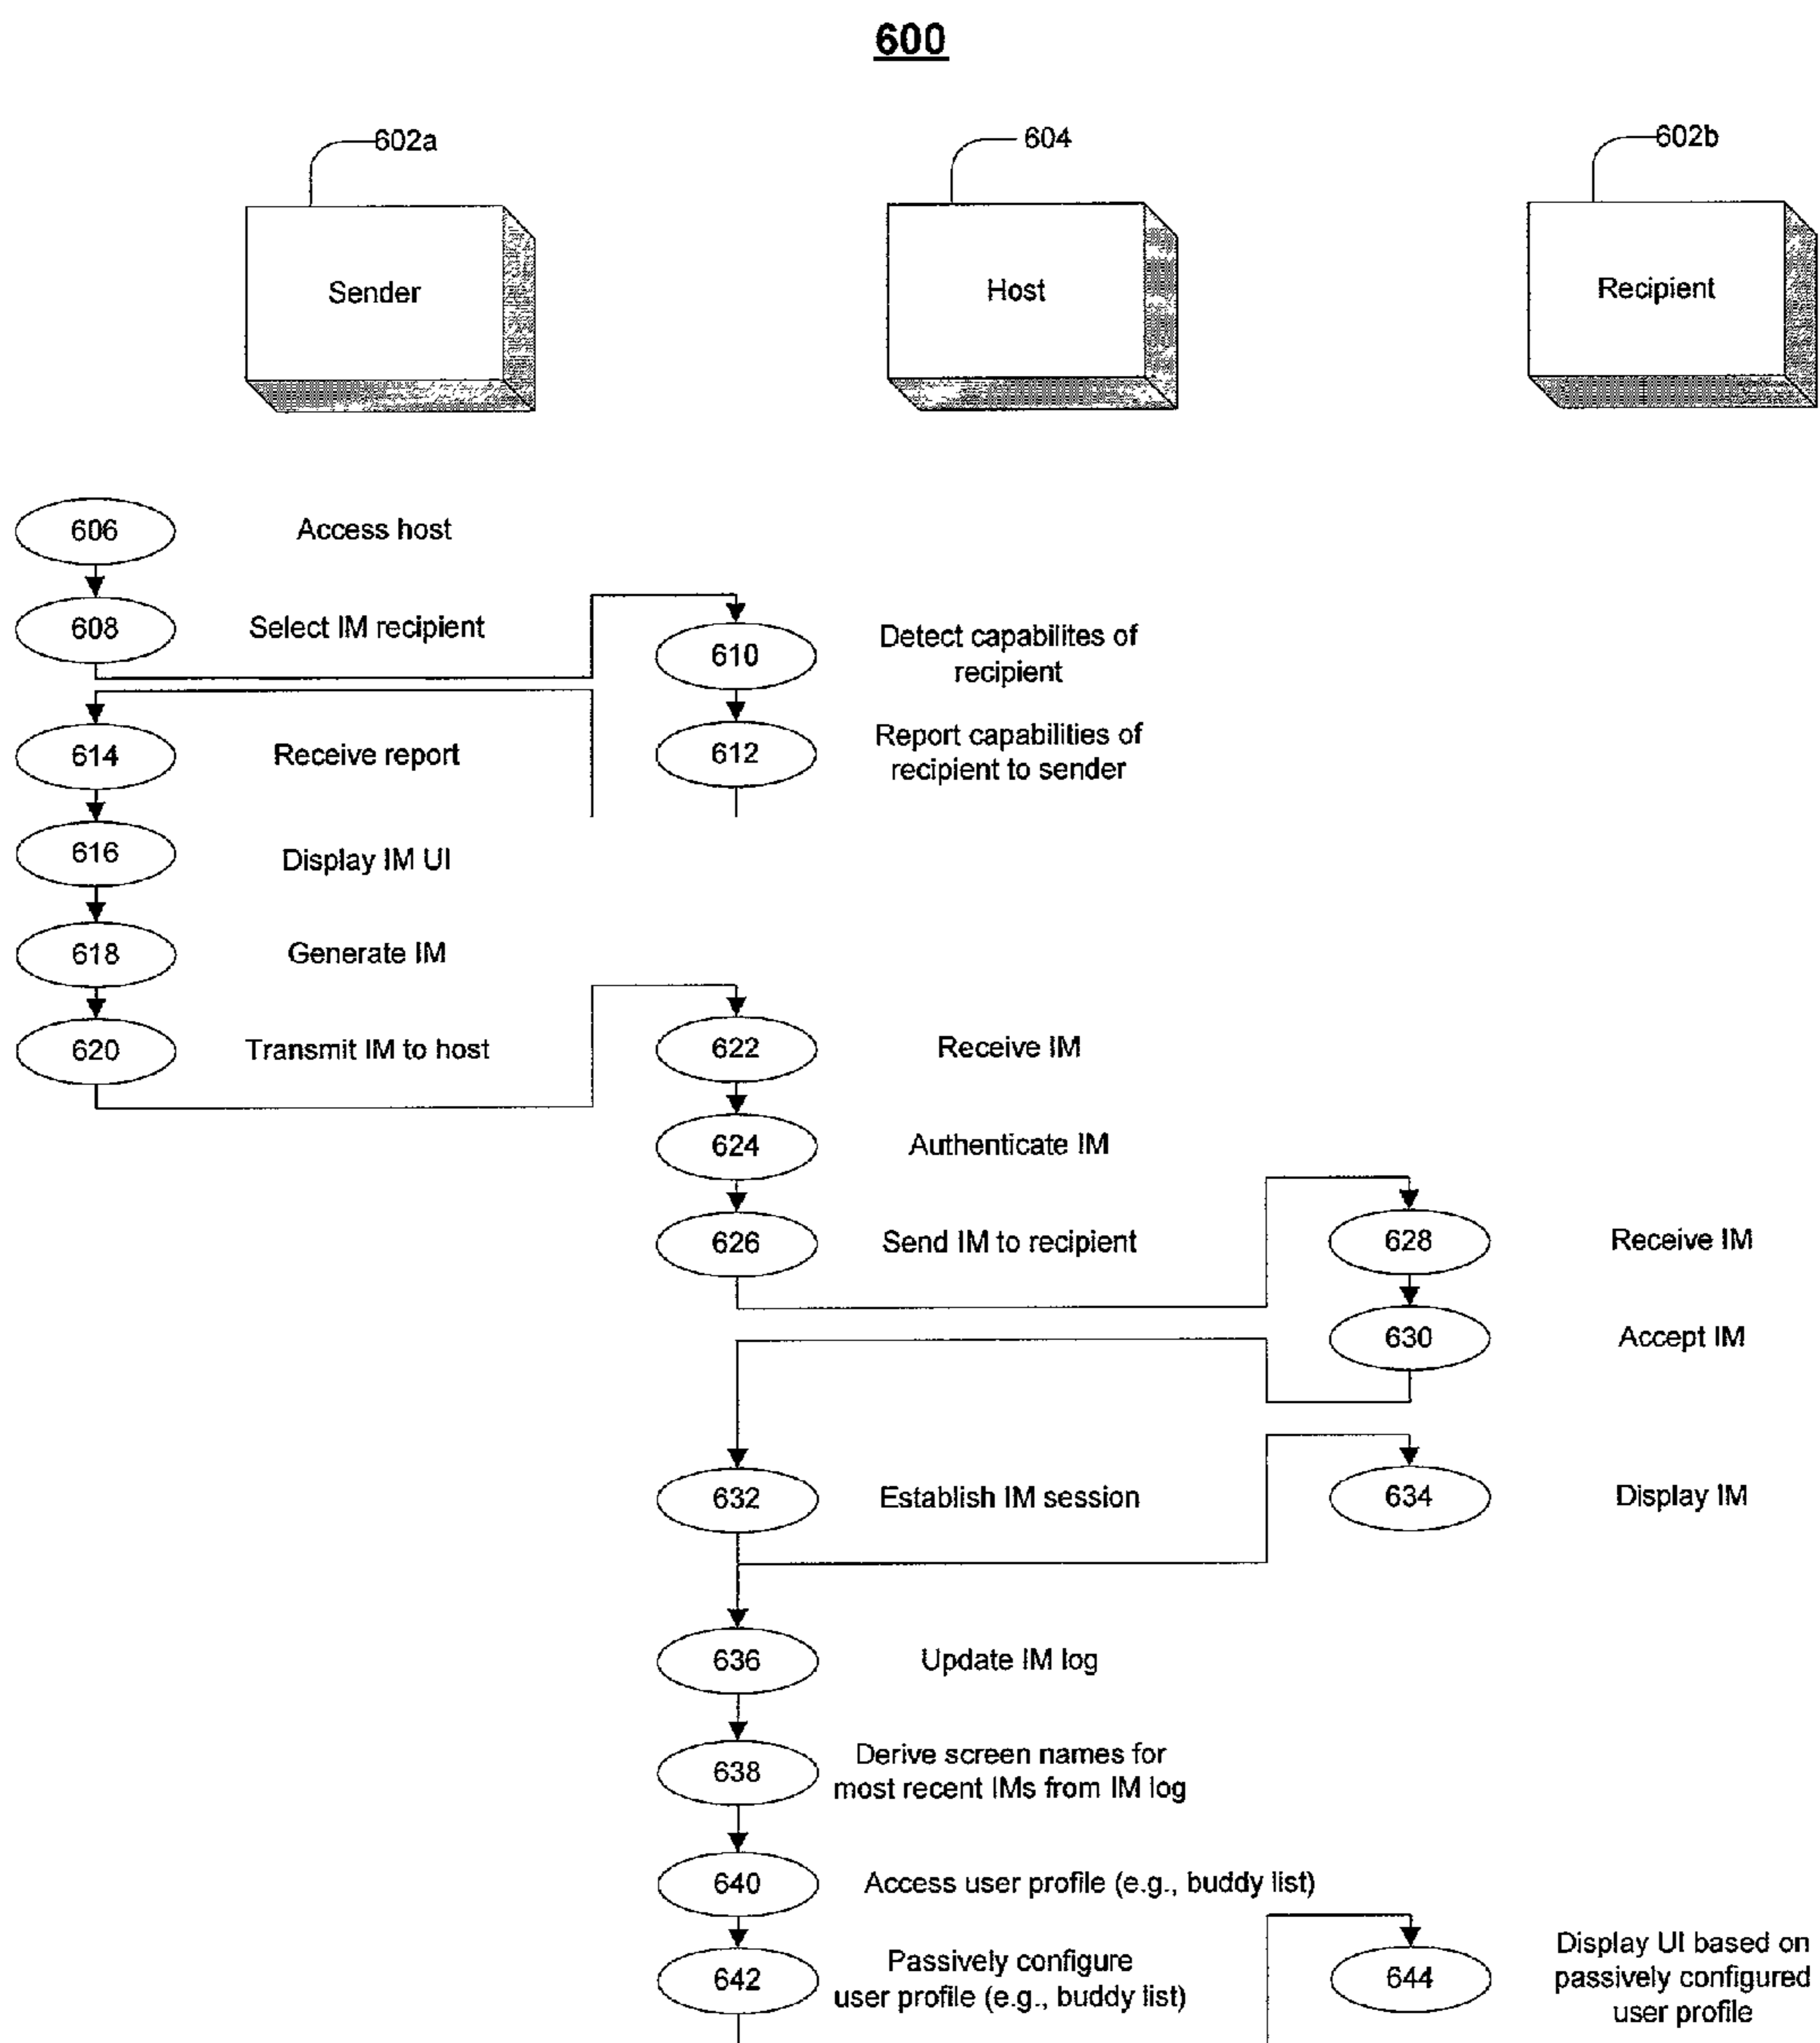 600
602a
604
602b
Sender
Host
Recipient
606
Access host
608
Select IM recipient
610
Detect capabilites of
recipient
614
Receive report
612
Report capabilities of
recipient to sender
616
Display IM UI
618
Generate IM
620
Transmit IM to host
622
Receive IM
624
Authenticate IM
626
Send IM to recipient
628
Receive IM
630
Accept IM
632
Establish IM session
634
Display IM
636
Update IM log
638
Derive screen names for
most recent IMs from IM log
640
Access user profile (e.g., buddy list)
642
Passively configure
user profile (e.g., buddy list)
644
Display UI based on
passively configured
user profile